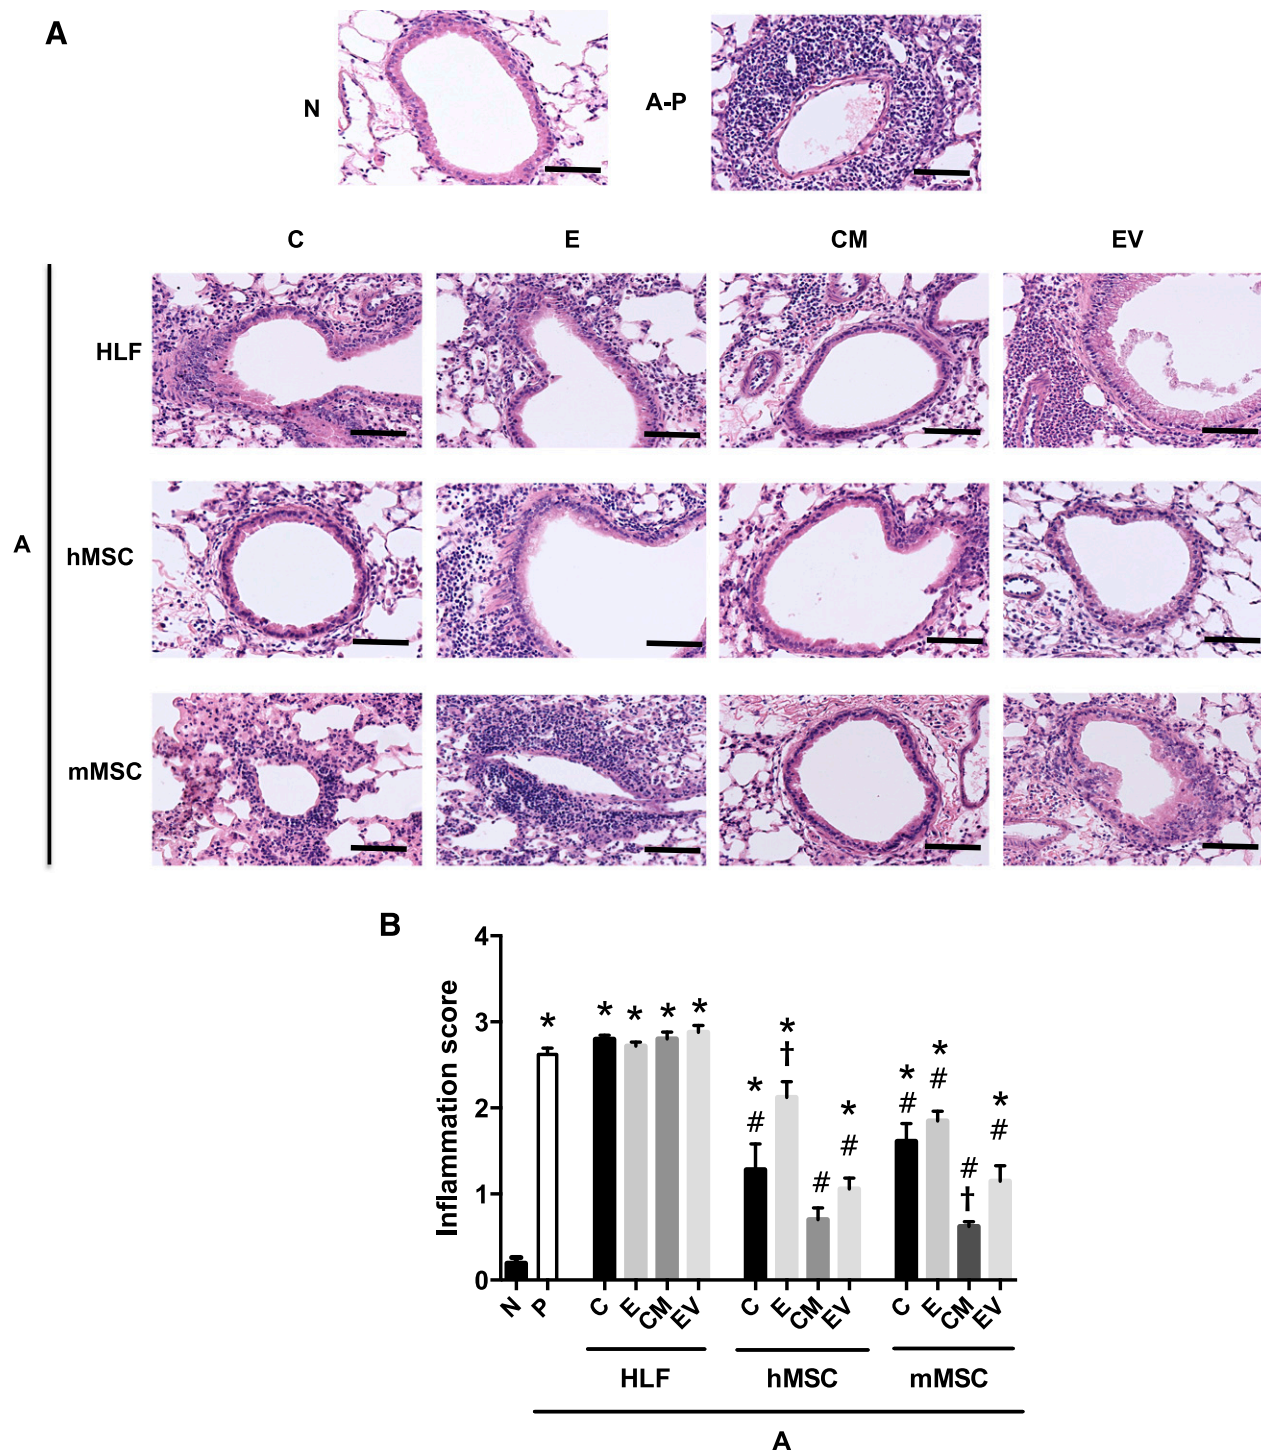 A
N
A-P
C E CM EV
HLF
A
hMSC
mMSC
B
Inflammation score
4
3
2
1
0
* * * * *
* # * † # * # * # * # # † * #
N P C E CM EV C E CM EV C E CM EV
HLF hMSC mMSC
A